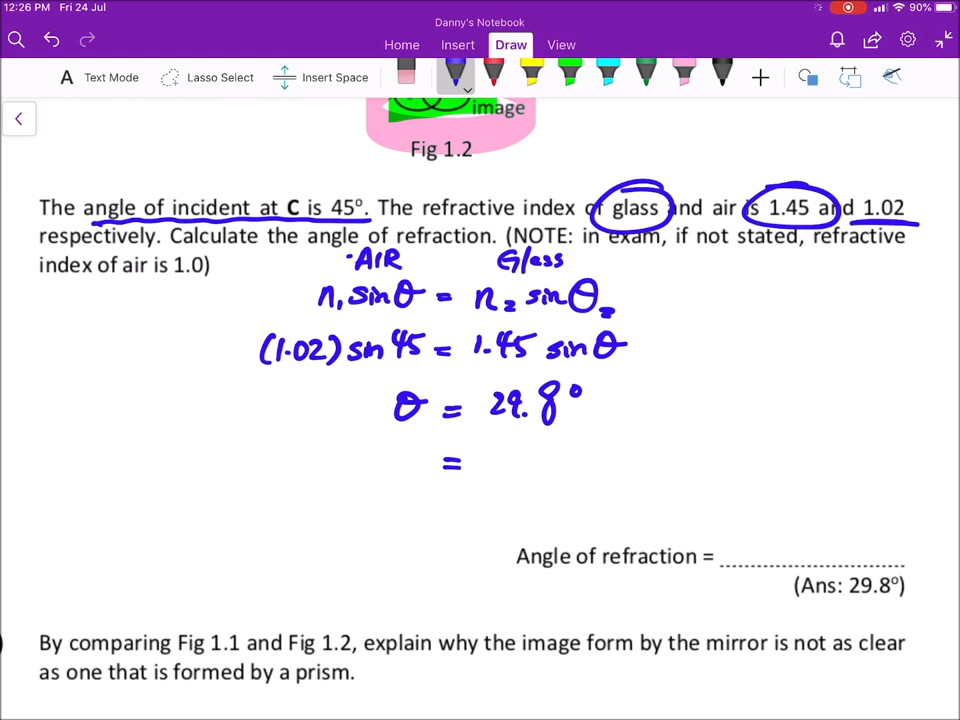 12:26 PM Fri 24 Jul 90%
Danny's Notebook
Home Insert Draw View
Text Mode Lasso Select Insert Space
image
Fig 1.2
The angle of incident at C is 45°. The refractive index of glass and air is 1.45 and 1.02
respectively. Calculate the angle of refraction. (NOTE: in exam, if not stated, refractive
index of air is 1.0)
AIR Glass
n₁ sinθ = n₂ sinθ₂
(1.02) sin 45 = 1.45 sin θ
θ = 29.8°
=
Angle of refraction = ..............................
(Ans: 29.8°)
By comparing Fig 1.1 and Fig 1.2, explain why the image form by the mirror is not as clear
as one that is formed by a prism.